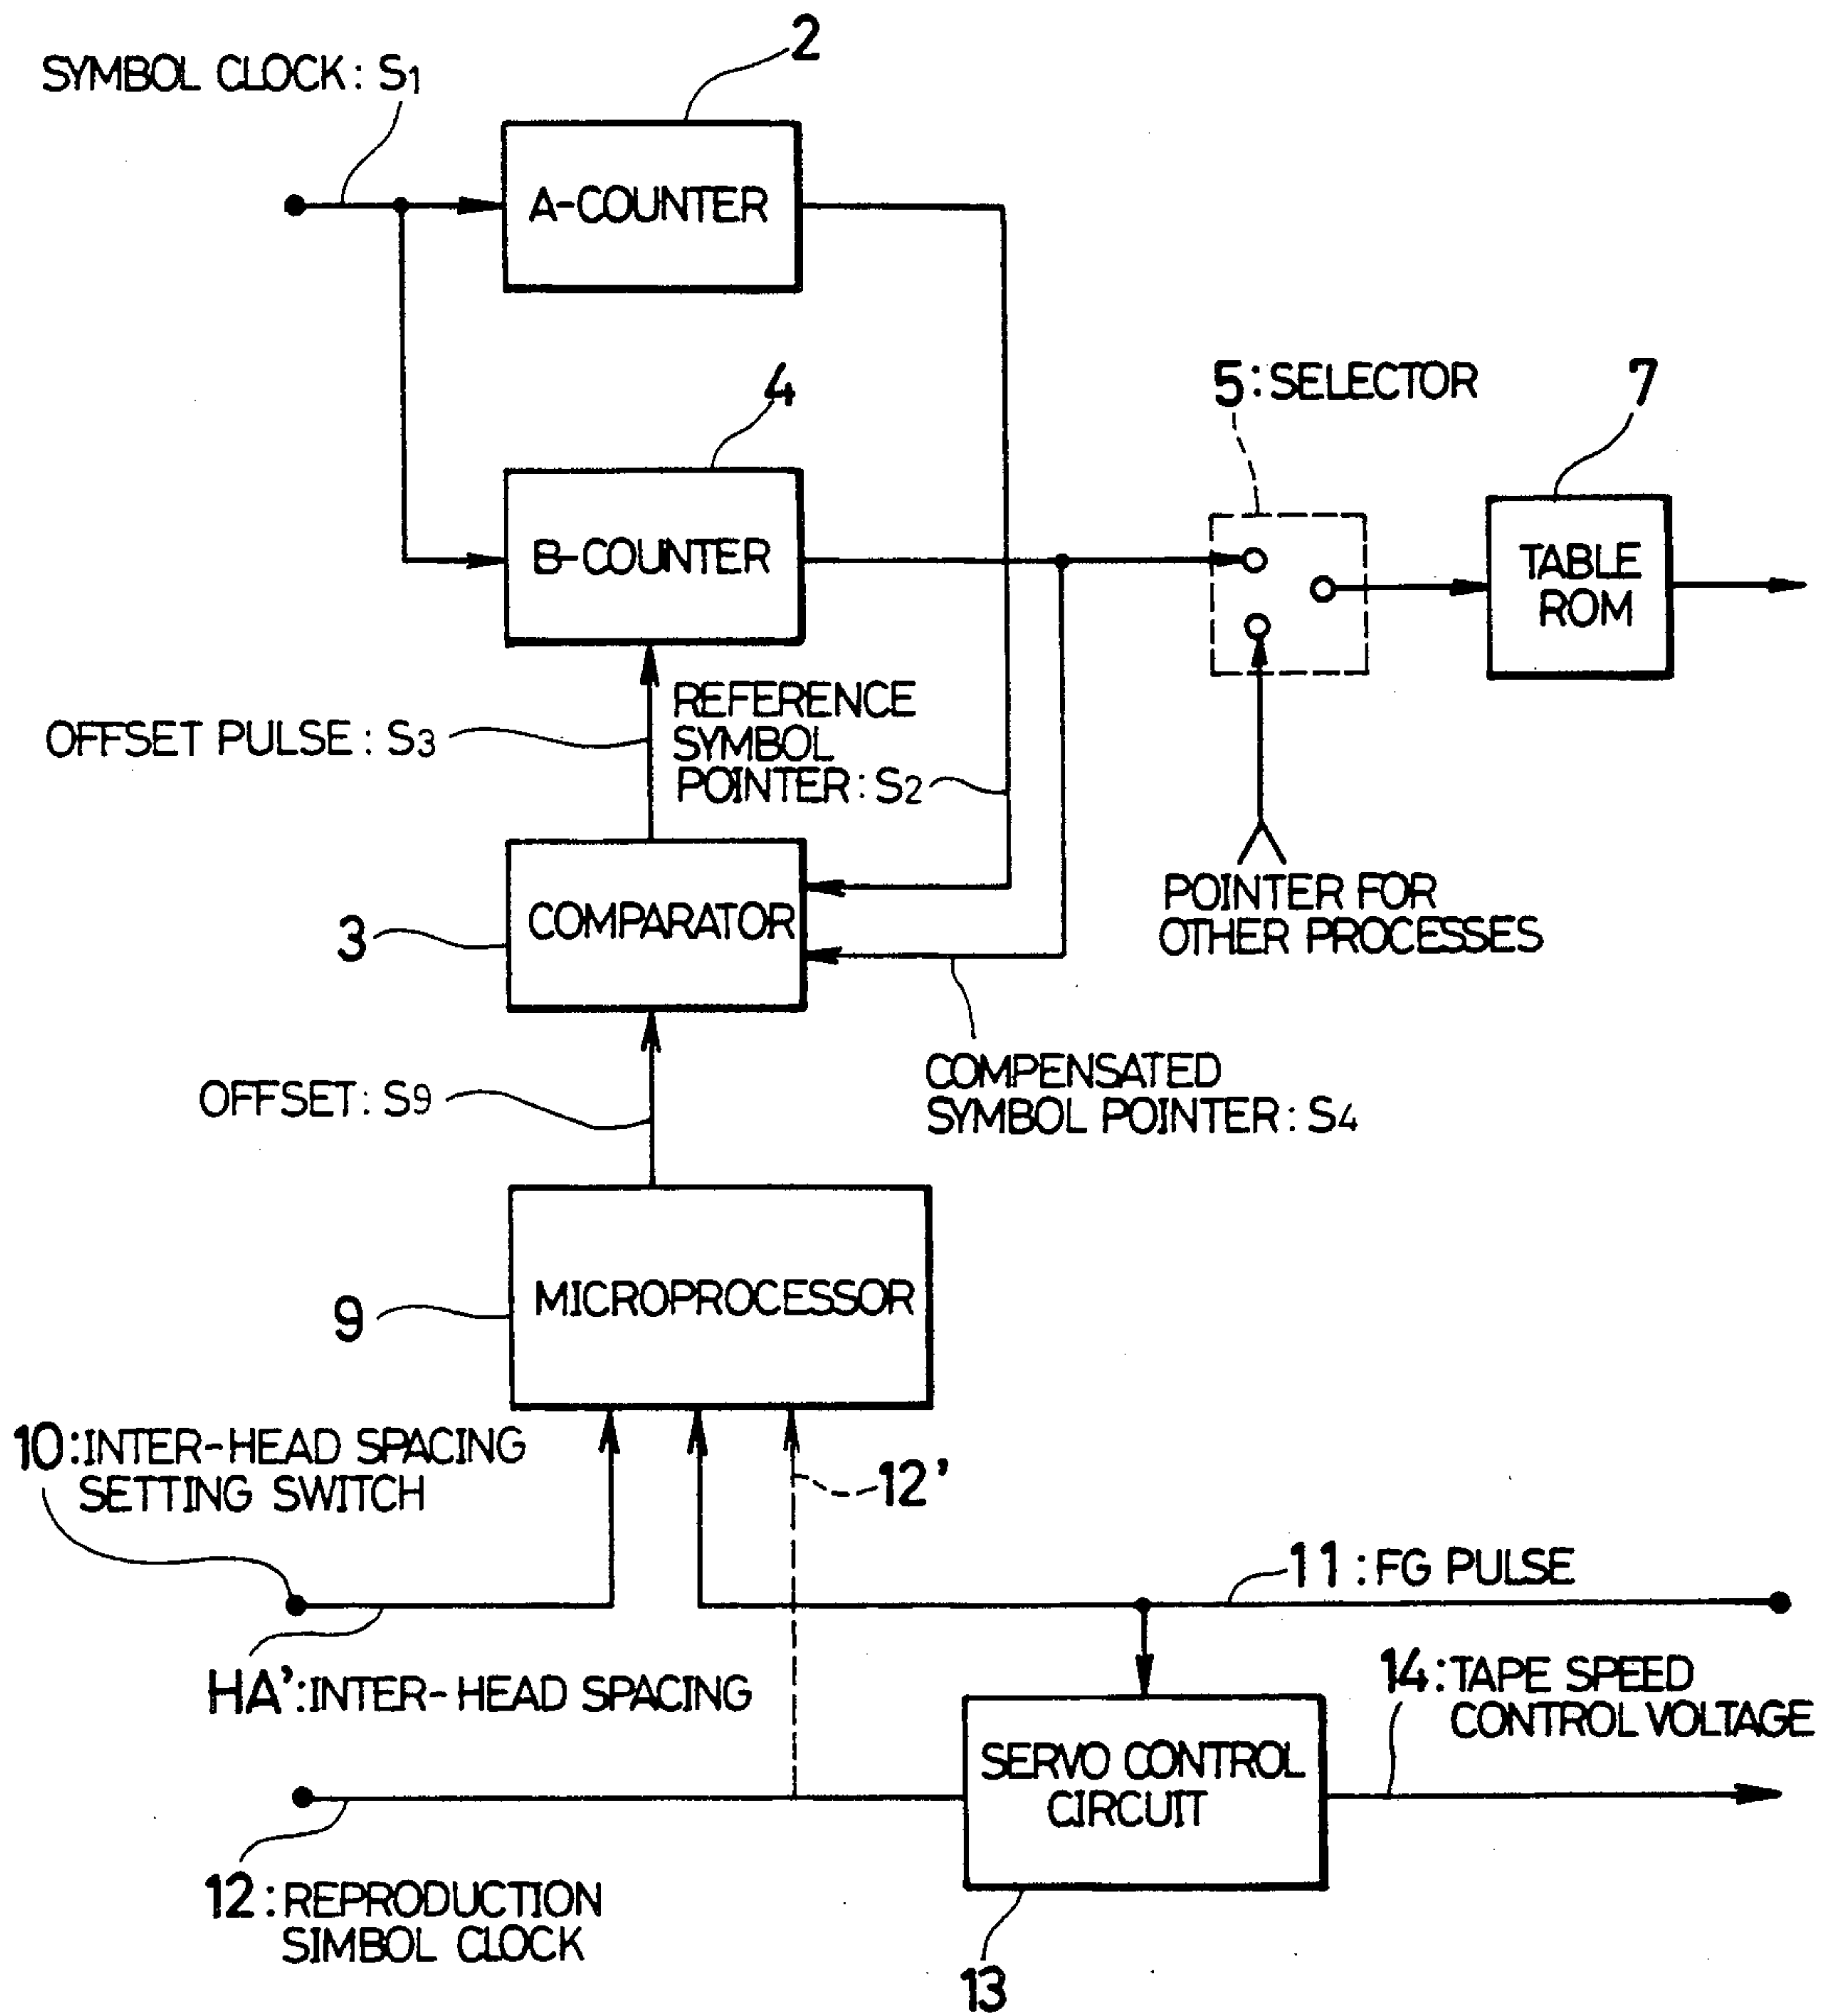 2
SYMBOL CLOCK: S1
A-COUNTER
4
5: SELECTOR
7
B-COUNTER
TABLE
ROM
OFFSET PULSE: S3
REFERENCE
SYMBOL
POINTER: S2
3
COMPARATOR
POINTER FOR
OTHER PROCESSES
OFFSET: S9
COMPENSATED
SYMBOL POINTER: S4
9
MICROPROCESSOR
10: INTER-HEAD SPACING
SETTING SWITCH
12'
11: FG PULSE
HA': INTER-HEAD SPACING
14: TAPE SPEED
CONTROL VOLTAGE
SERVO CONTROL
CIRCUIT
12: REPRODUCTION
SIMBOL CLOCK
13